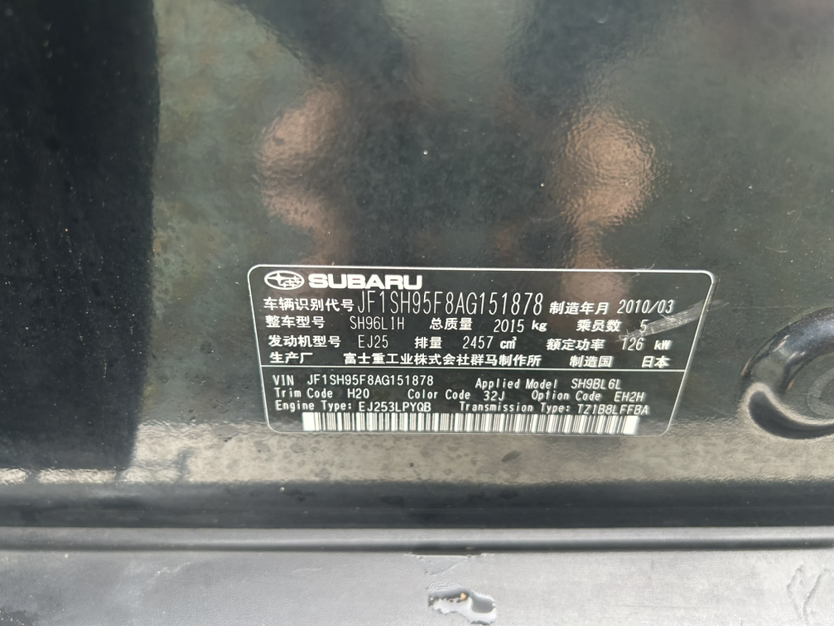 SUBARU
车辆识别代号 JF1SH95F8AG151878 制造年月 2010/03
整车型号 SH96L1H 总质量 2015 kg 乘员数 5
发动机型号 EJ25 排量 2457 cm³ 额定功率 126 kW
生产厂 富士重工业株式会社群马制作所 制造国 日本
VIN JF1SH95F8AG151878 Applied Model SH9BL6L
Trim Code H20 Color Code 32J Option Code EH2H
Engine Type: EJ253LPYQB Transmission Type: TZ1B8LFFBA